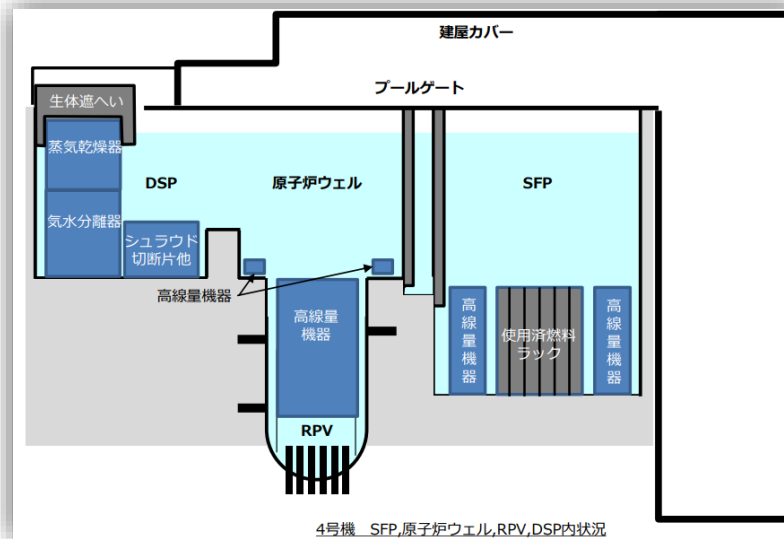 建屋カバー
プールゲート
生体遮へい
蒸気乾燥器
DSP
原子炉ウェル
SFP
気水分離器
シュラウド
切断片他
高線量機器
高線量
機器
高線量機器
使用済燃料
ラック
高線量機器
RPV
4号機 SFP,原子炉ウェル,RPV,DSP内状況